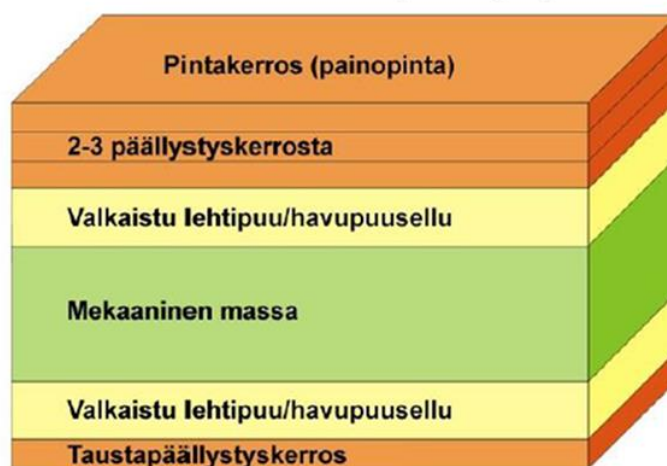 Pintakerros (painopinta)
2-3 päällystyskerrosta
Valkaistu lehtipuu/havupuusellu
Mekaaninen massa
Valkaistu lehtipuu/havupuusellu
Taustapäällystyskerros